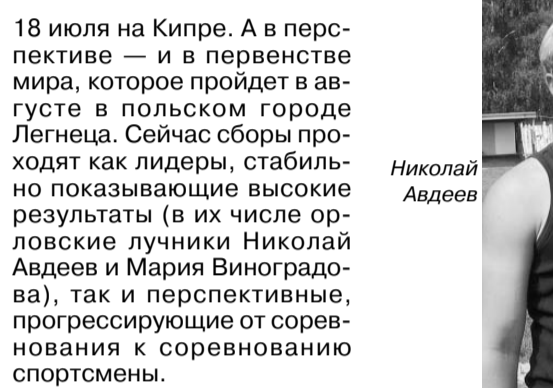 18 июля на Кипре. А в перс-
пективе — и в первенстве
мира, которое пройдет в ав-
густе в польском городе
Легнеца. Сейчас сборы про-
ходят как лидеры, стабиль-
но показывающие высокие
результаты (в их числе ор-
ловские лучники Николай
Авдеев и Мария Виноградо-
ва), так и перспективные,
прогрессирующие от сорев-
нования к соревнованию
спортсмены.
Николай
Авдеев